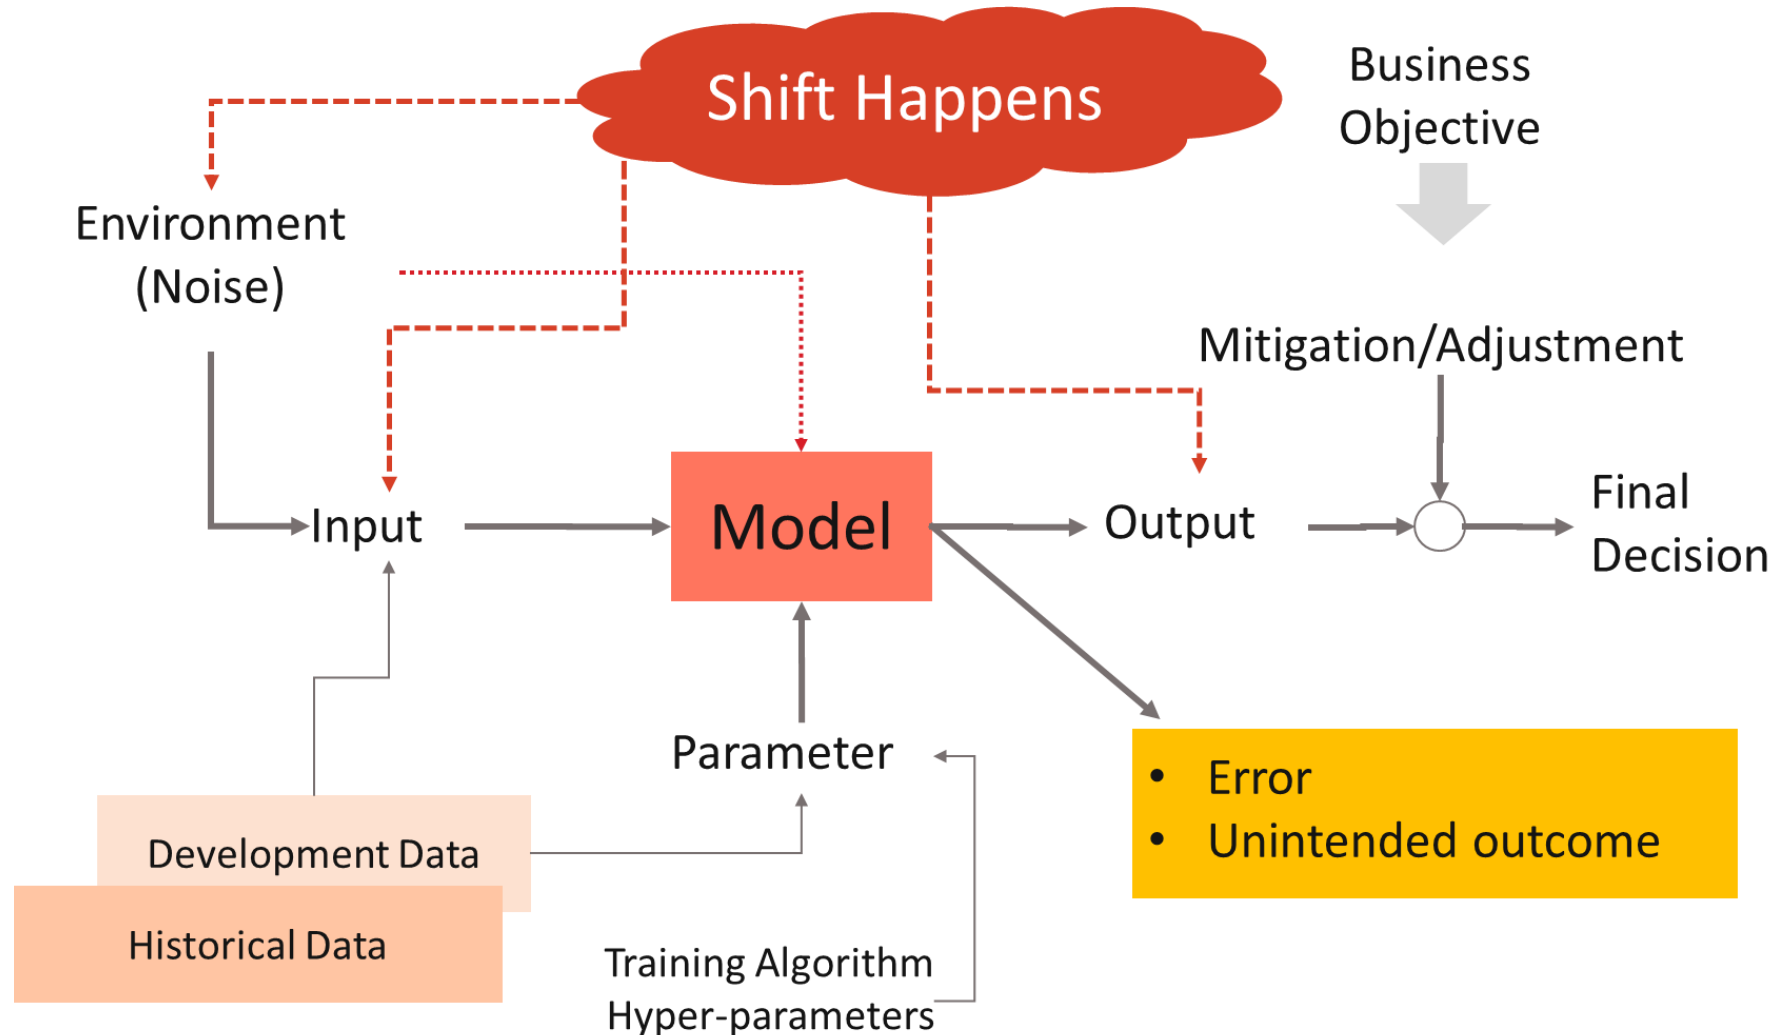 Shift Happens
Business
Objective
Environment
(Noise)
Mitigation/Adjustment
Input
Model
Output
Final
Decision
Parameter
• Error
• Unintended outcome
Development Data
Historical Data
Training Algorithm
Hyper-parameters